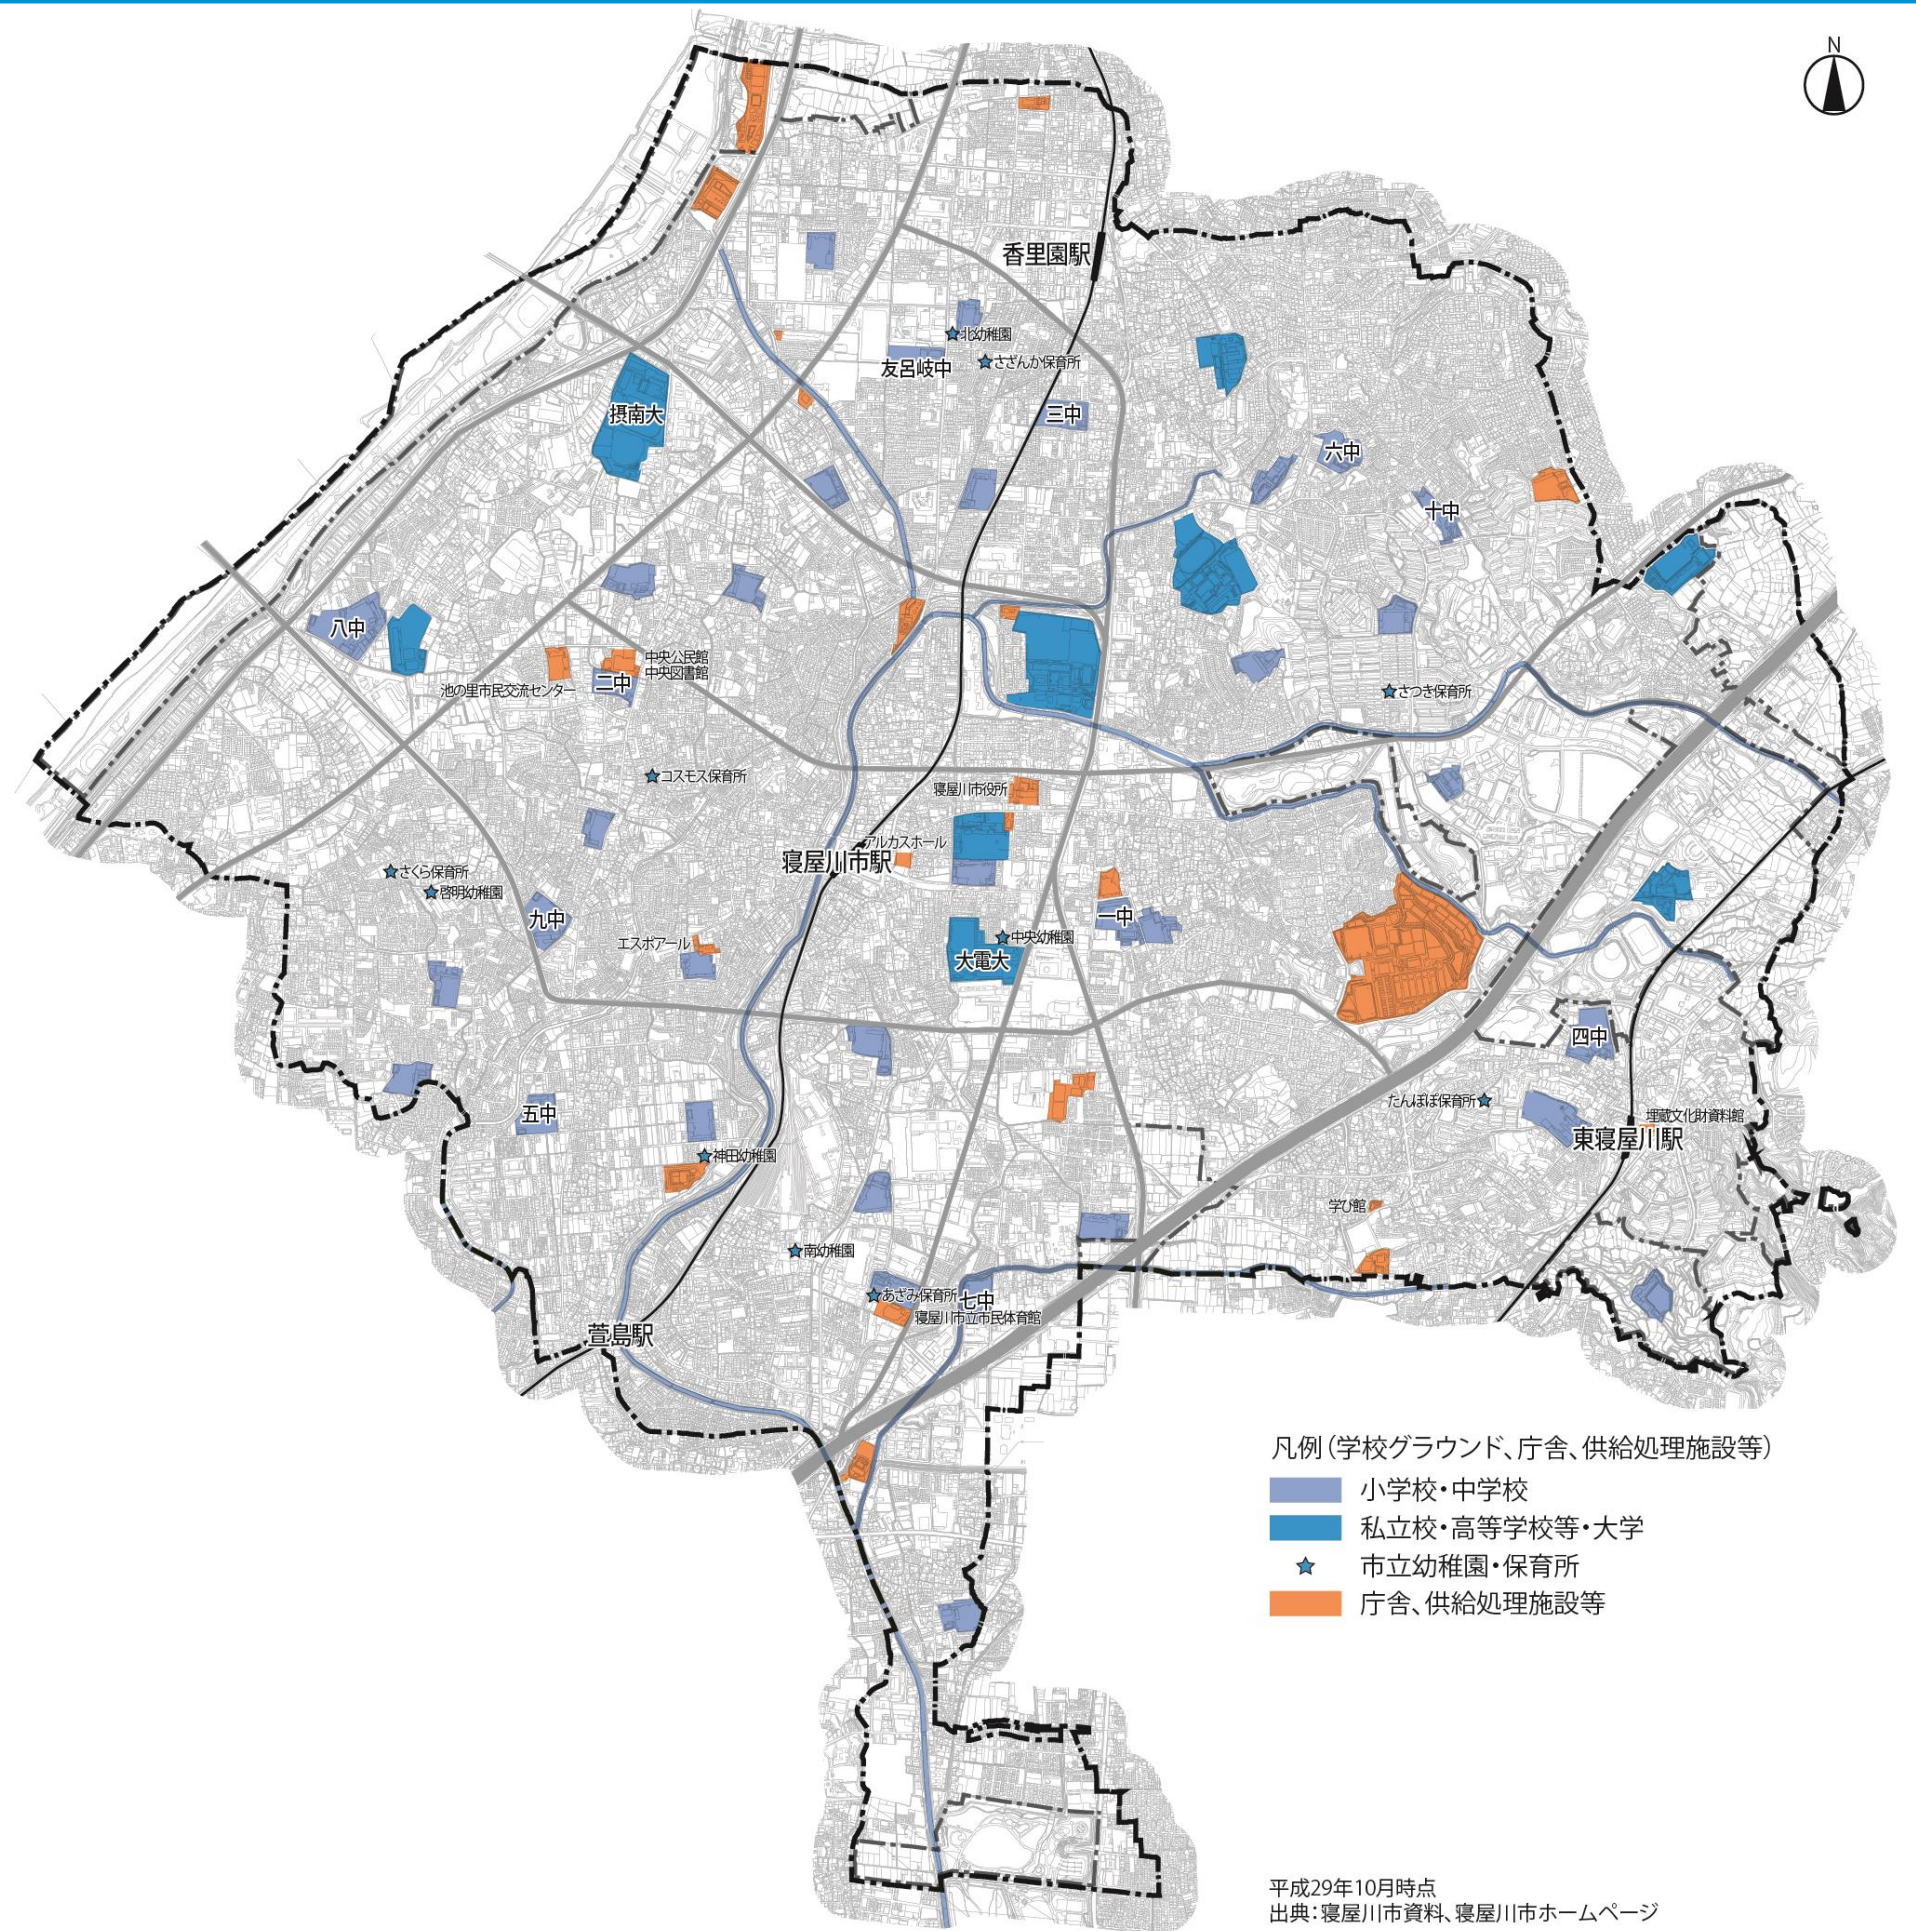 N
香里園駅
北幼稚園
友呂岐中
さざんか保育所
摂南大
三中
六中
十中
八中
中央公民館
中央図書館
池の里市民交流センター
二中
さつき保育所
コスモス保育所
寝屋川市役所
アルカスホール
寝屋川市駅
さくら保育所
啓明幼稚園
九中
一中
エスポアール
中央幼稚園
大電大
四中
たんぽぽ保育所
埋蔵文化財資料館
五中
東寝屋川駅
神田幼稚園
学び館
南幼稚園
あざみ保育所
七中
寝屋川市立市民体育館
萱島駅
凡例(学校グラウンド、庁舎、供給処理施設等)
小学校・中学校
私立校・高等学校等・大学
市立幼稚園・保育所
庁舎、供給処理施設等
平成29年10月時点
出典:寝屋川市資料、寝屋川市ホームページ